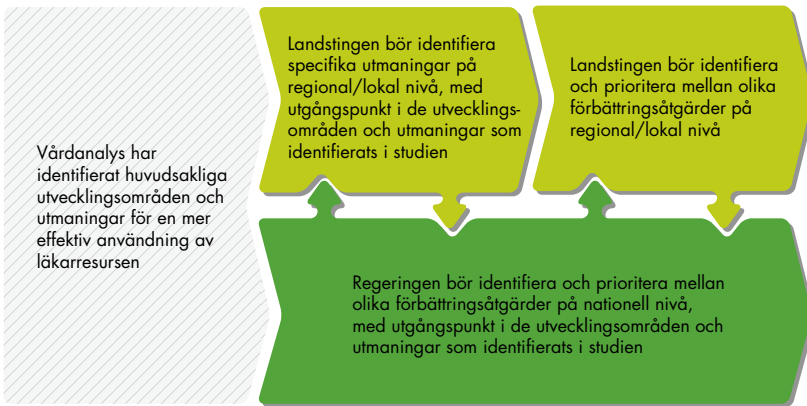 Vårdanalys har
identifierat huvudsakliga
utvecklingsområden och
utmaningar för en mer
effektiv användning av
läkarresursen
Landstingen bör identifiera
specifika utmaningar på
regional/lokal nivå, med
utgångspunkt i de utvecklings-
områden och utmaningar som
identifierats i studien
Landstingen bör identifiera
och prioritera mellan olika
förbättringsåtgärder på
regional/lokal nivå
Regeringen bör identifiera och prioritera mellan
olika förbättringsåtgärder på nationell nivå,
med utgångspunkt i de utvecklingsområden och
utmaningar som identifierats i studien